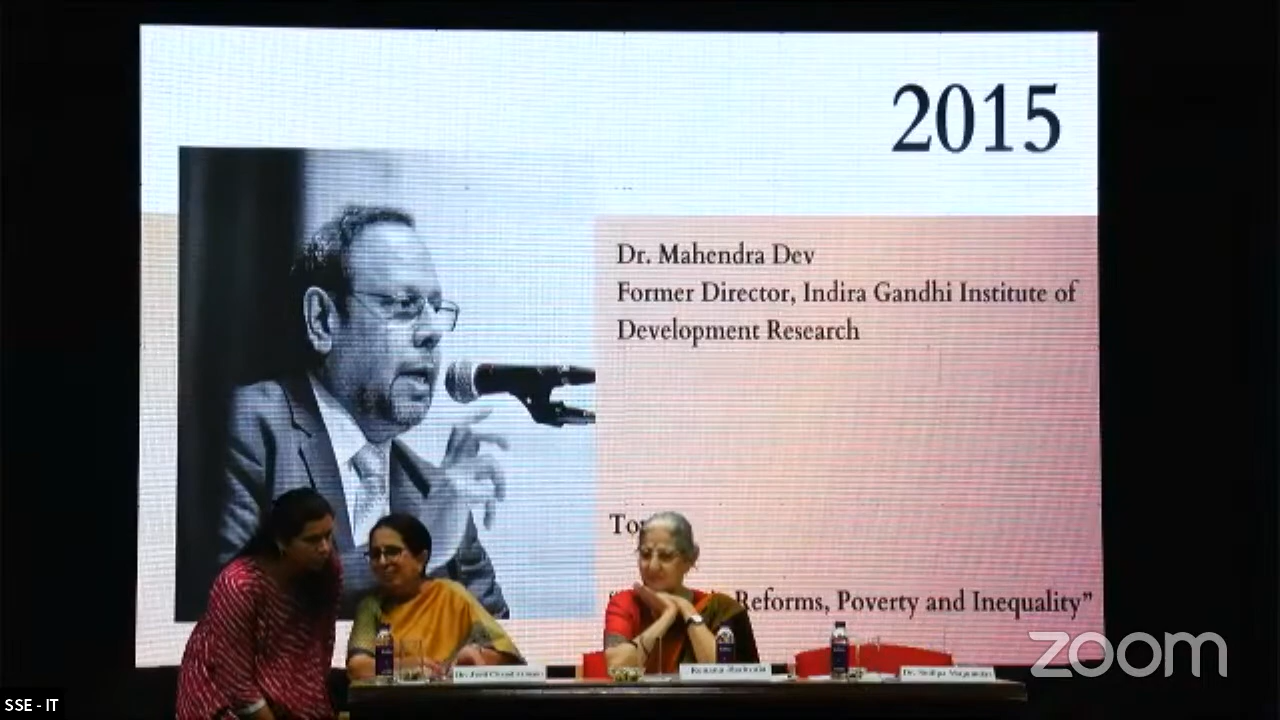 2015
Dr. Mahendra Dev
Former Director, Indira Gandhi Institute of
Development Research
Reforms, Poverty and Inequality”
zoom
SSE - IT